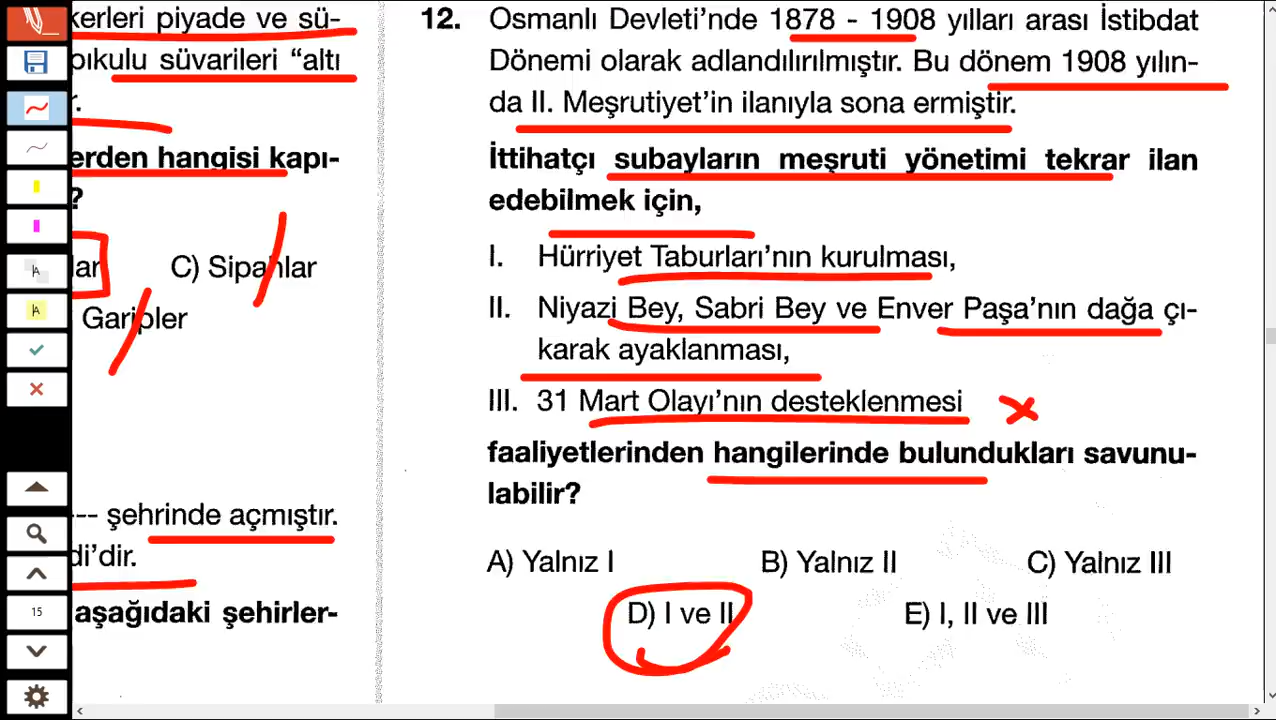 kerleri piyade ve sü-
pıkulu süvarileri “altı
r.
erden hangisi kapı-
?
lar
C) Sipahlar
Garipler
--- şehrinde açmıştır.
di’dir.
aşağıdaki şehirler-
12. Osmanlı Devleti’nde 1878 - 1908 yılları arası İstibdat
Dönemi olarak adlandılırılmıştır. Bu dönem 1908 yılın-
da II. Meşrutiyet’in ilanıyla sona ermiştir.
İttihatçı subayların meşruti yönetimi tekrar ilan
edebilmek için,
I. Hürriyet Taburları’nın kurulması,
II. Niyazi Bey, Sabri Bey ve Enver Paşa’nın dağa çı-
karak ayaklanması,
III. 31 Mart Olayı’nın desteklenmesi
faaliyetlerinden hangilerinde bulundukları savunu-
labilir?
A) Yalnız I
B) Yalnız II
C) Yalnız III
D) I ve II
E) I, II ve III
A
A
15